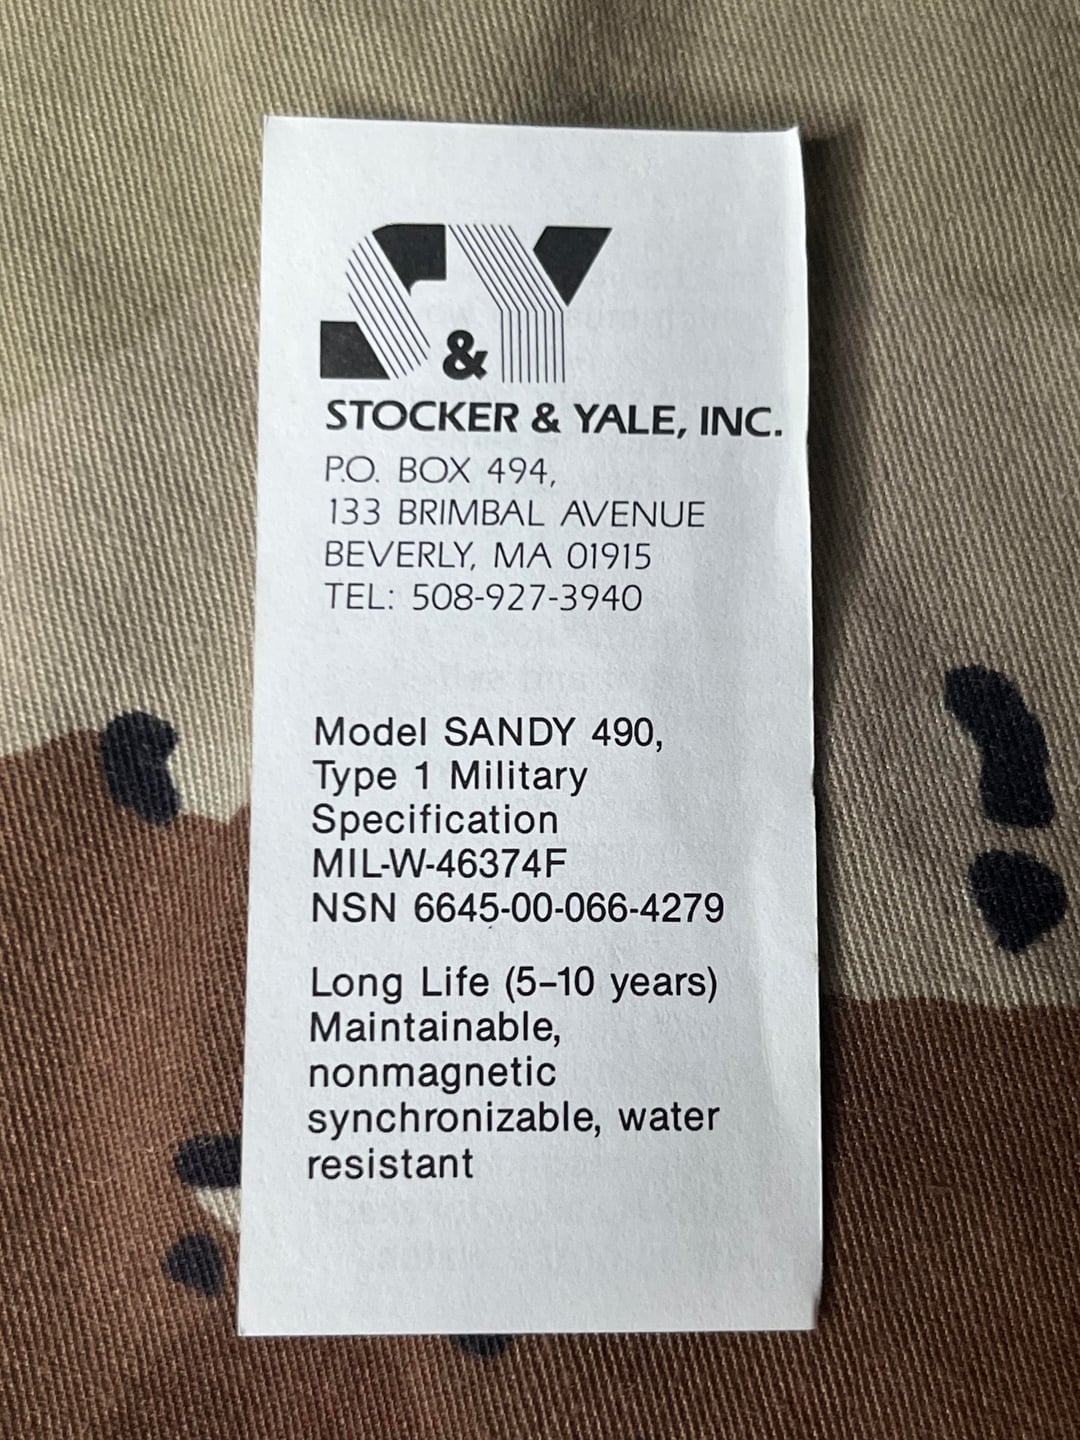 S&Y
STOCKER & YALE, INC.
P.O. BOX 494,
133 BRIMBAL AVENUE
BEVERLY, MA 01915
TEL: 508-927-3940
Model SANDY 490,
Type 1 Military
Specification
MIL-W-46374F
NSN 6645-00-066-4279
Long Life (5–10 years)
Maintainable,
nonmagnetic
synchronizable, water
resistant